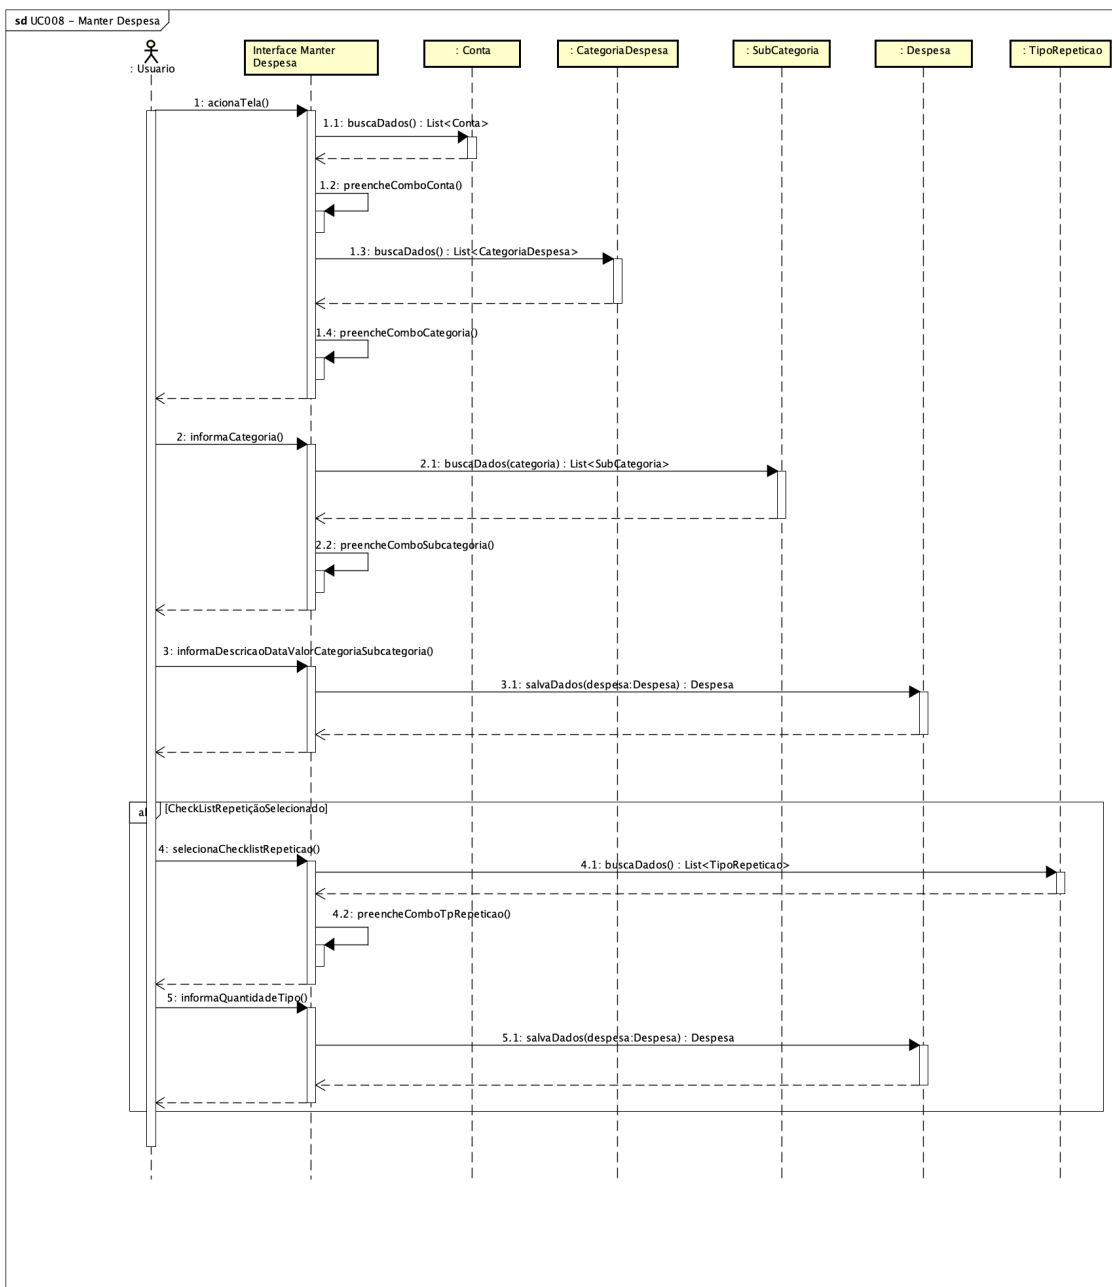 sd UC008 - Manter Despesa
: Usuario
Interface Manter
Despesa
: Conta
: CategoriaDespesa
: SubCategoria
: Despesa
: TipoRepeticao
1: acionaTela()
1.1: buscaDados() : List<Conta>
1.2: preencheComboConta()
1.3: buscaDados() : List<CategoriaDespesa>
1.4: preencheComboCategoria()
2: informaCategoria()
2.1: buscaDados(categoria) : List<SubCategoria>
2.2: preencheComboSubcategoria()
3: informaDescricaoDataValorCategoriaSubcategoria()
3.1: salvaDados(despesa:Despesa) : Despesa
[CheckListRepetiçãoSelecionado]
4: selecionaChecklistRepeticao()
4.1: buscaDados() : List<TipoRepeticao>
4.2: preencheComboTpRepeticao()
5: informaQuantidadeTipo()
5.1: salvaDados(despesa:Despesa) : Despesa